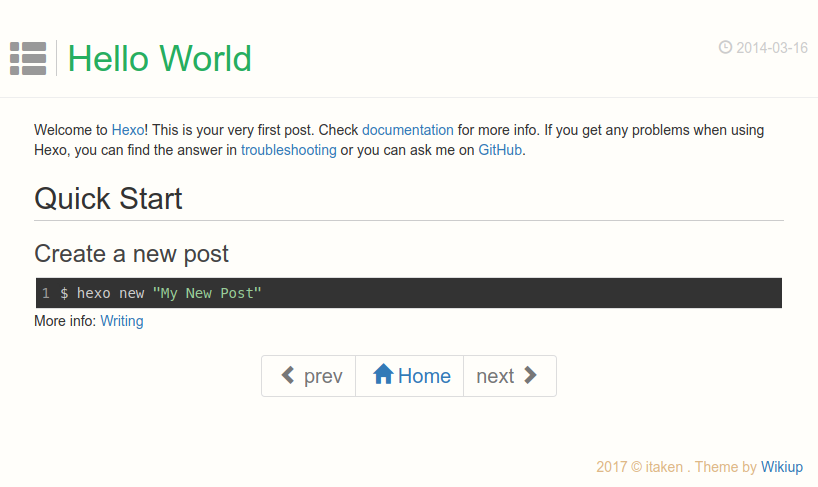 Hello World
2014-03-16
Welcome to Hexo! This is your very first post. Check documentation for more info. If you get any problems when using
Hexo, you can find the answer in troubleshooting or you can ask me on GitHub.
Quick Start
Create a new post
1 $ hexo new "My New Post"
More info: Writing
prev Home next
2017 © itaken . Theme by Wikiup